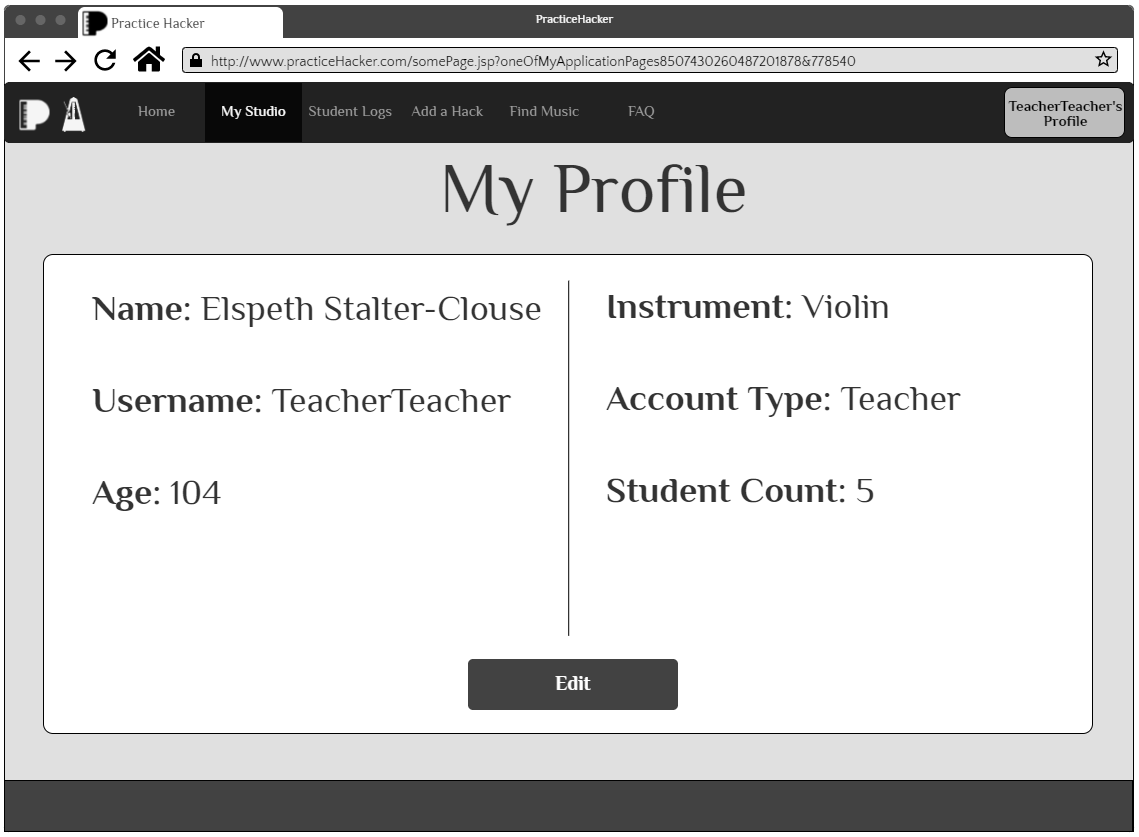 PracticeHacker
Practice Hacker
http://www.practiceHacker.com/somePage.jsp?oneOfMyApplicationPages8507430260487201878&778540
Home My Studio Student Logs Add a Hack Find Music FAQ
TeacherTeacher's
Profile
My Profile
Name: Elspeth Stalter-Clouse
Username: TeacherTeacher
Age: 104
Instrument: Violin
Account Type: Teacher
Student Count: 5
Edit